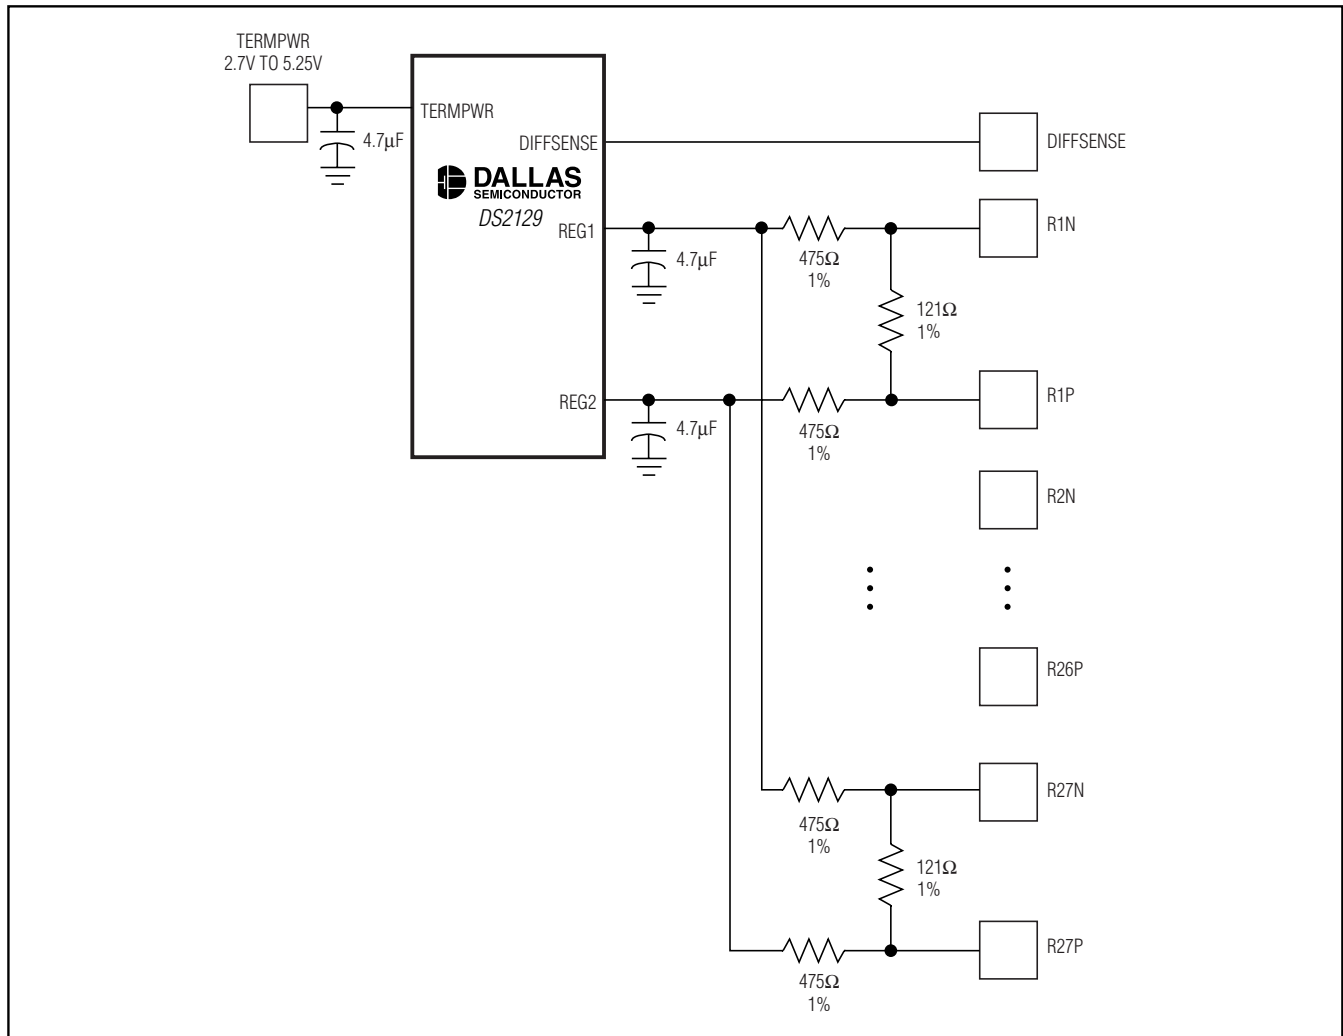 TERMPWR
2.7V TO 5.25V
TERMPWR
4.7μF
DIFFSENSE
DIFFSENSE
DALLAS
SEMICONDUCTOR
DS2129
REG1
4.7μF
475Ω
1%
R1N
121Ω
1%
REG2
4.7μF
475Ω
1%
R1P
R2N
R26P
475Ω
1%
R27N
121Ω
1%
475Ω
1%
R27P